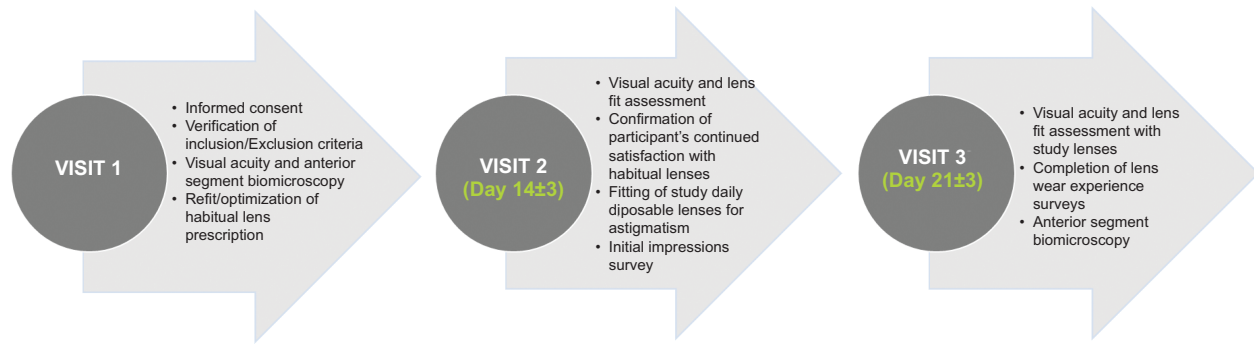 VISIT 1
• Informed consent
• Verification of
inclusion/Exclusion criteria
• Visual acuity and anterior
segment biomicroscopy
• Refit/optimization of
habitual lens
prescription
VISIT 2
(Day 14±3)
• Visual acuity and lens
fit assessment
• Confirmation of
participant's continued
satisfaction with
habitual lenses
• Fitting of study daily
diposable lenses for
astigmatism
• Initial impressions
survey
VISIT 3
(Day 21±3)
• Visual acuity and lens
fit assessment with
study lenses
• Completion of lens
wear experience
surveys
• Anterior segment
biomicroscopy